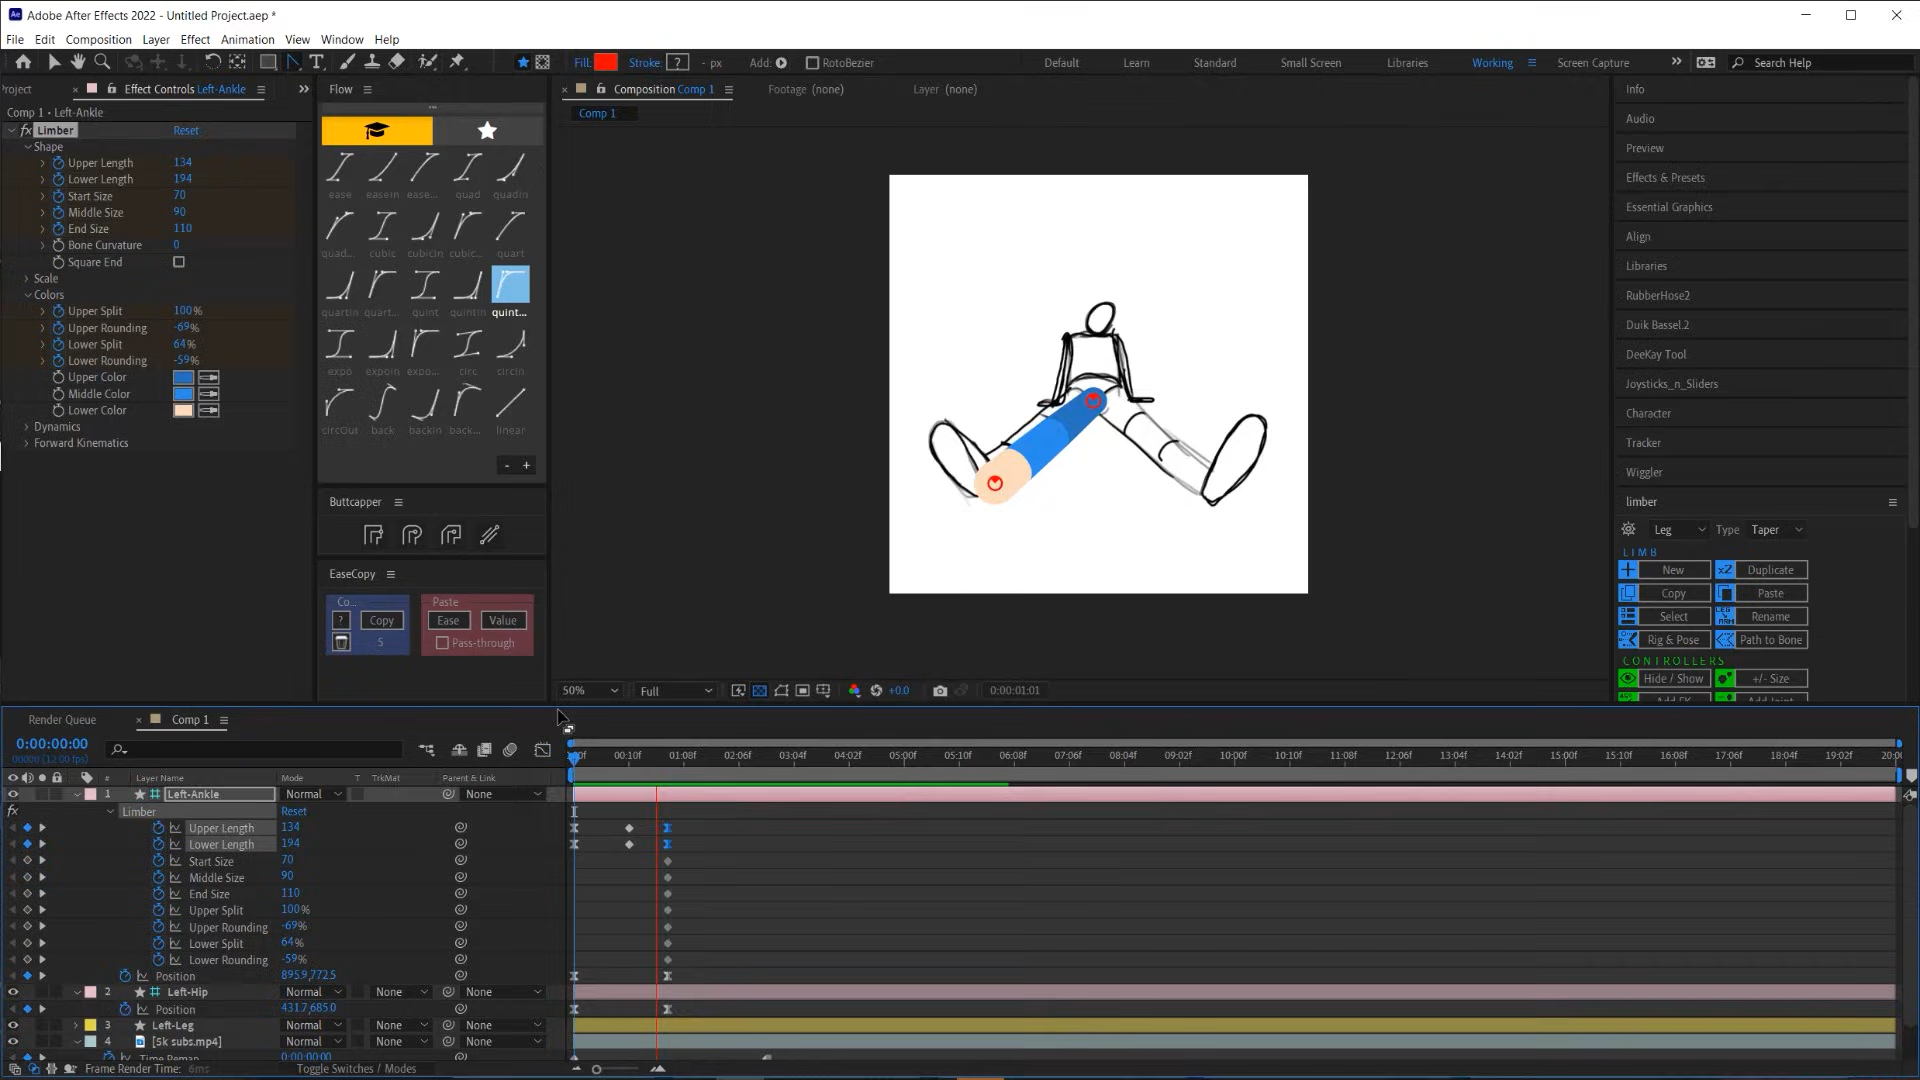 Adobe After Effects 2022 - Untitled Project.aep *
File Edit Composition Layer Effect Animation View Window Help
Fill: Stroke: ? - px Add: RotoBezier Default Learn Standard Small Screen Libraries Working Screen Capture Search Help
roject Effect Controls Left-Ankle
Comp 1 • Left-Ankle
fx Limber Reset
Shape
Upper Length 134
Lower Length 194
Start Size 70
Middle Size 90
End Size 110
Bone Curvature 0
Square End
Scale
Colors
Upper Split 100%
Upper Rounding -69%
Lower Split 64%
Lower Rounding -59%
Upper Color
Middle Color
Lower Color
Dynamics
Forward Kinematics
Flow
ease easein ease... quad quadin
quad... cubic cubicin cubic... quart
quartin quart... quint quintin quint...
expo expoin expo... circ circin
circOut back backin back... linear
- +
Buttcapper
EaseCopy
Co... Paste
? Copy Ease Value
5 Pass-through
Composition Comp 1 Footage (none) Layer (none)
Comp 1
50% Full +0.0 0:00:01:01
Info
Audio
Preview
Effects & Presets
Essential Graphics
Align
Libraries
RubberHose2
Duik Bassel.2
DeeKay Tool
Joysticks_n_Sliders
Character
Tracker
Wiggler
limber
Leg Type Taper
LIMB
New x2 Duplicate
Copy Paste
Select Rename
Rig & Pose Path to Bone
CONTROLLERS
Hide / Show +/- Size
Render Queue Comp 1
0:00:00:00
00000 (12.00 fps)
00:10f 01:08f 02:06f 03:04f 04:02f 05:00f 05:10f 06:08f 07:06f 08:04f 09:02f 10:00f 10:10f 11:08f 12:06f 13:04f 14:02f 15:00f 15:10f 16:08f 17:06f 18:04f 19:02f
# Layer Name Mode T TrkMat Parent & Link
1 Left-Ankle Normal None
fx Limber Reset
Upper Length 134
Lower Length 194
Start Size 70
Middle Size 90
End Size 110
Upper Split 100%
Upper Rounding -69%
Lower Split 64%
Lower Rounding -59%
Position 895.9,772.5
2 Left-Hip Normal None None
Position 431.7,685.0
3 Left-Leg Normal None None
4 [5k subs.mp4] Normal None None
Time Remap 0:00:00:00
Frame Render Time: 6ms Toggle Switches / Modes